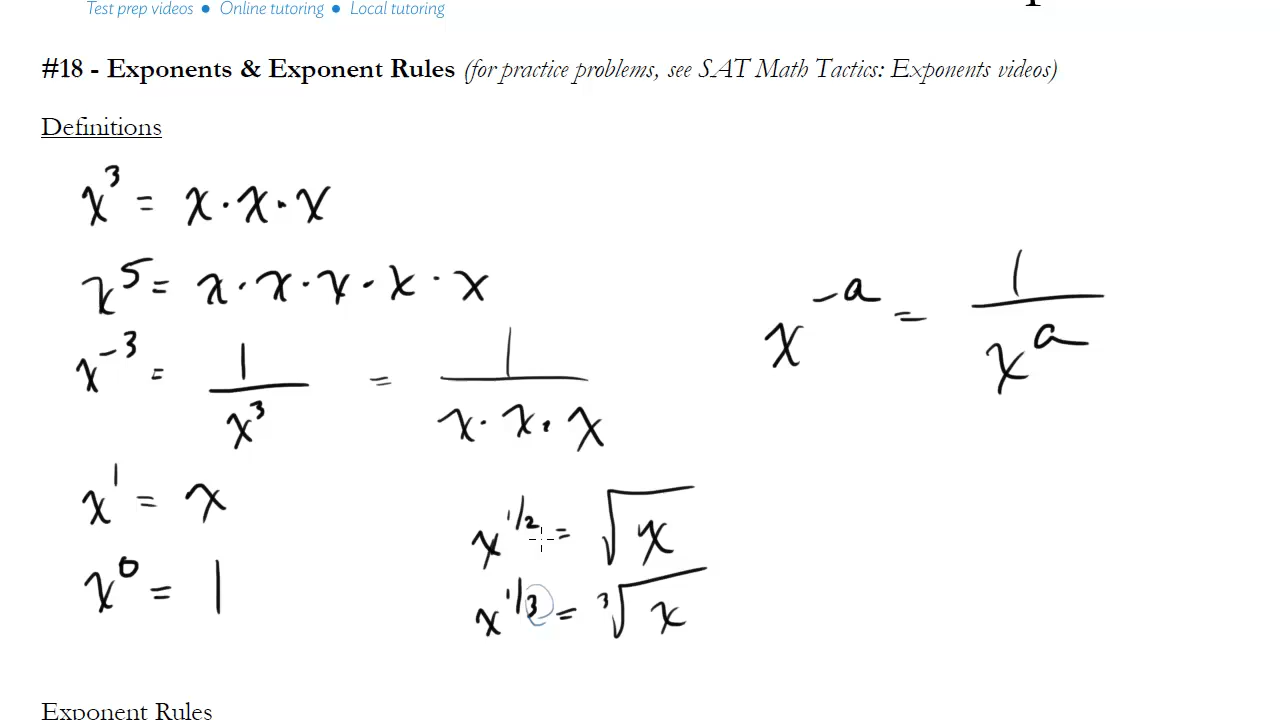 Test prep videos ● Online tutoring ● Local tutoring
#18 - Exponents & Exponent Rules (for practice problems, see SAT Math Tactics: Exponents videos)
Definitions
x³ = x · x · x
x⁵ = x · x · x · x · x
x⁻³ = 1/x³ = 1/(x · x · x)
x⁻ᵃ = 1/xᵃ
x¹ = x
x^1/2 = √x
x⁰ = 1
x^1/3 = ³√x
Exponent Rules